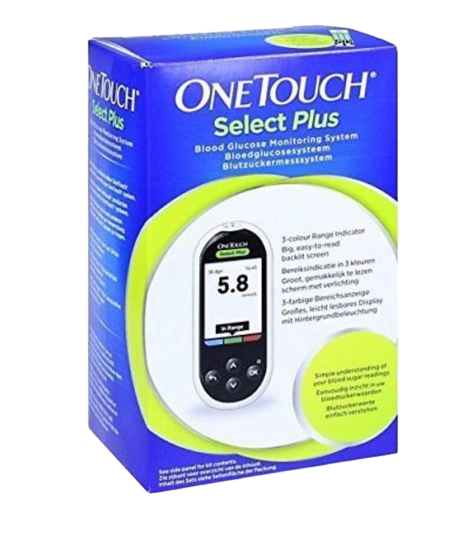 ONETOUCH®
Select Plus
Blood Glucose Monitoring System
Bloedglucosesysteem
Blutzuckermesssystem
ONETOUCH®
Select Plus
3-colour Range Indicator
Big, easy-to-read
backlit screen
Bereiksindicatie in 3 kleuren
Groot, gemakkelijk te lezen
scherm met verlichting
3-farbige Bereichsanzeige
Großes, leicht lesbares Display
mit Hintergrundbeleuchtung
ONETOUCH
Select Plus
5.8
In Range
OK
Simple understanding of
your blood sugar readings
Eenvoudig inzicht in uw
bloedsuikerwaarden
Blutzuckerwerte
einfach verstehen
See side panel for kit contents.
Zie zijkant voor overzicht van de inhoud.
Inhalt des Sets siehe Seitenfläche der Packung.